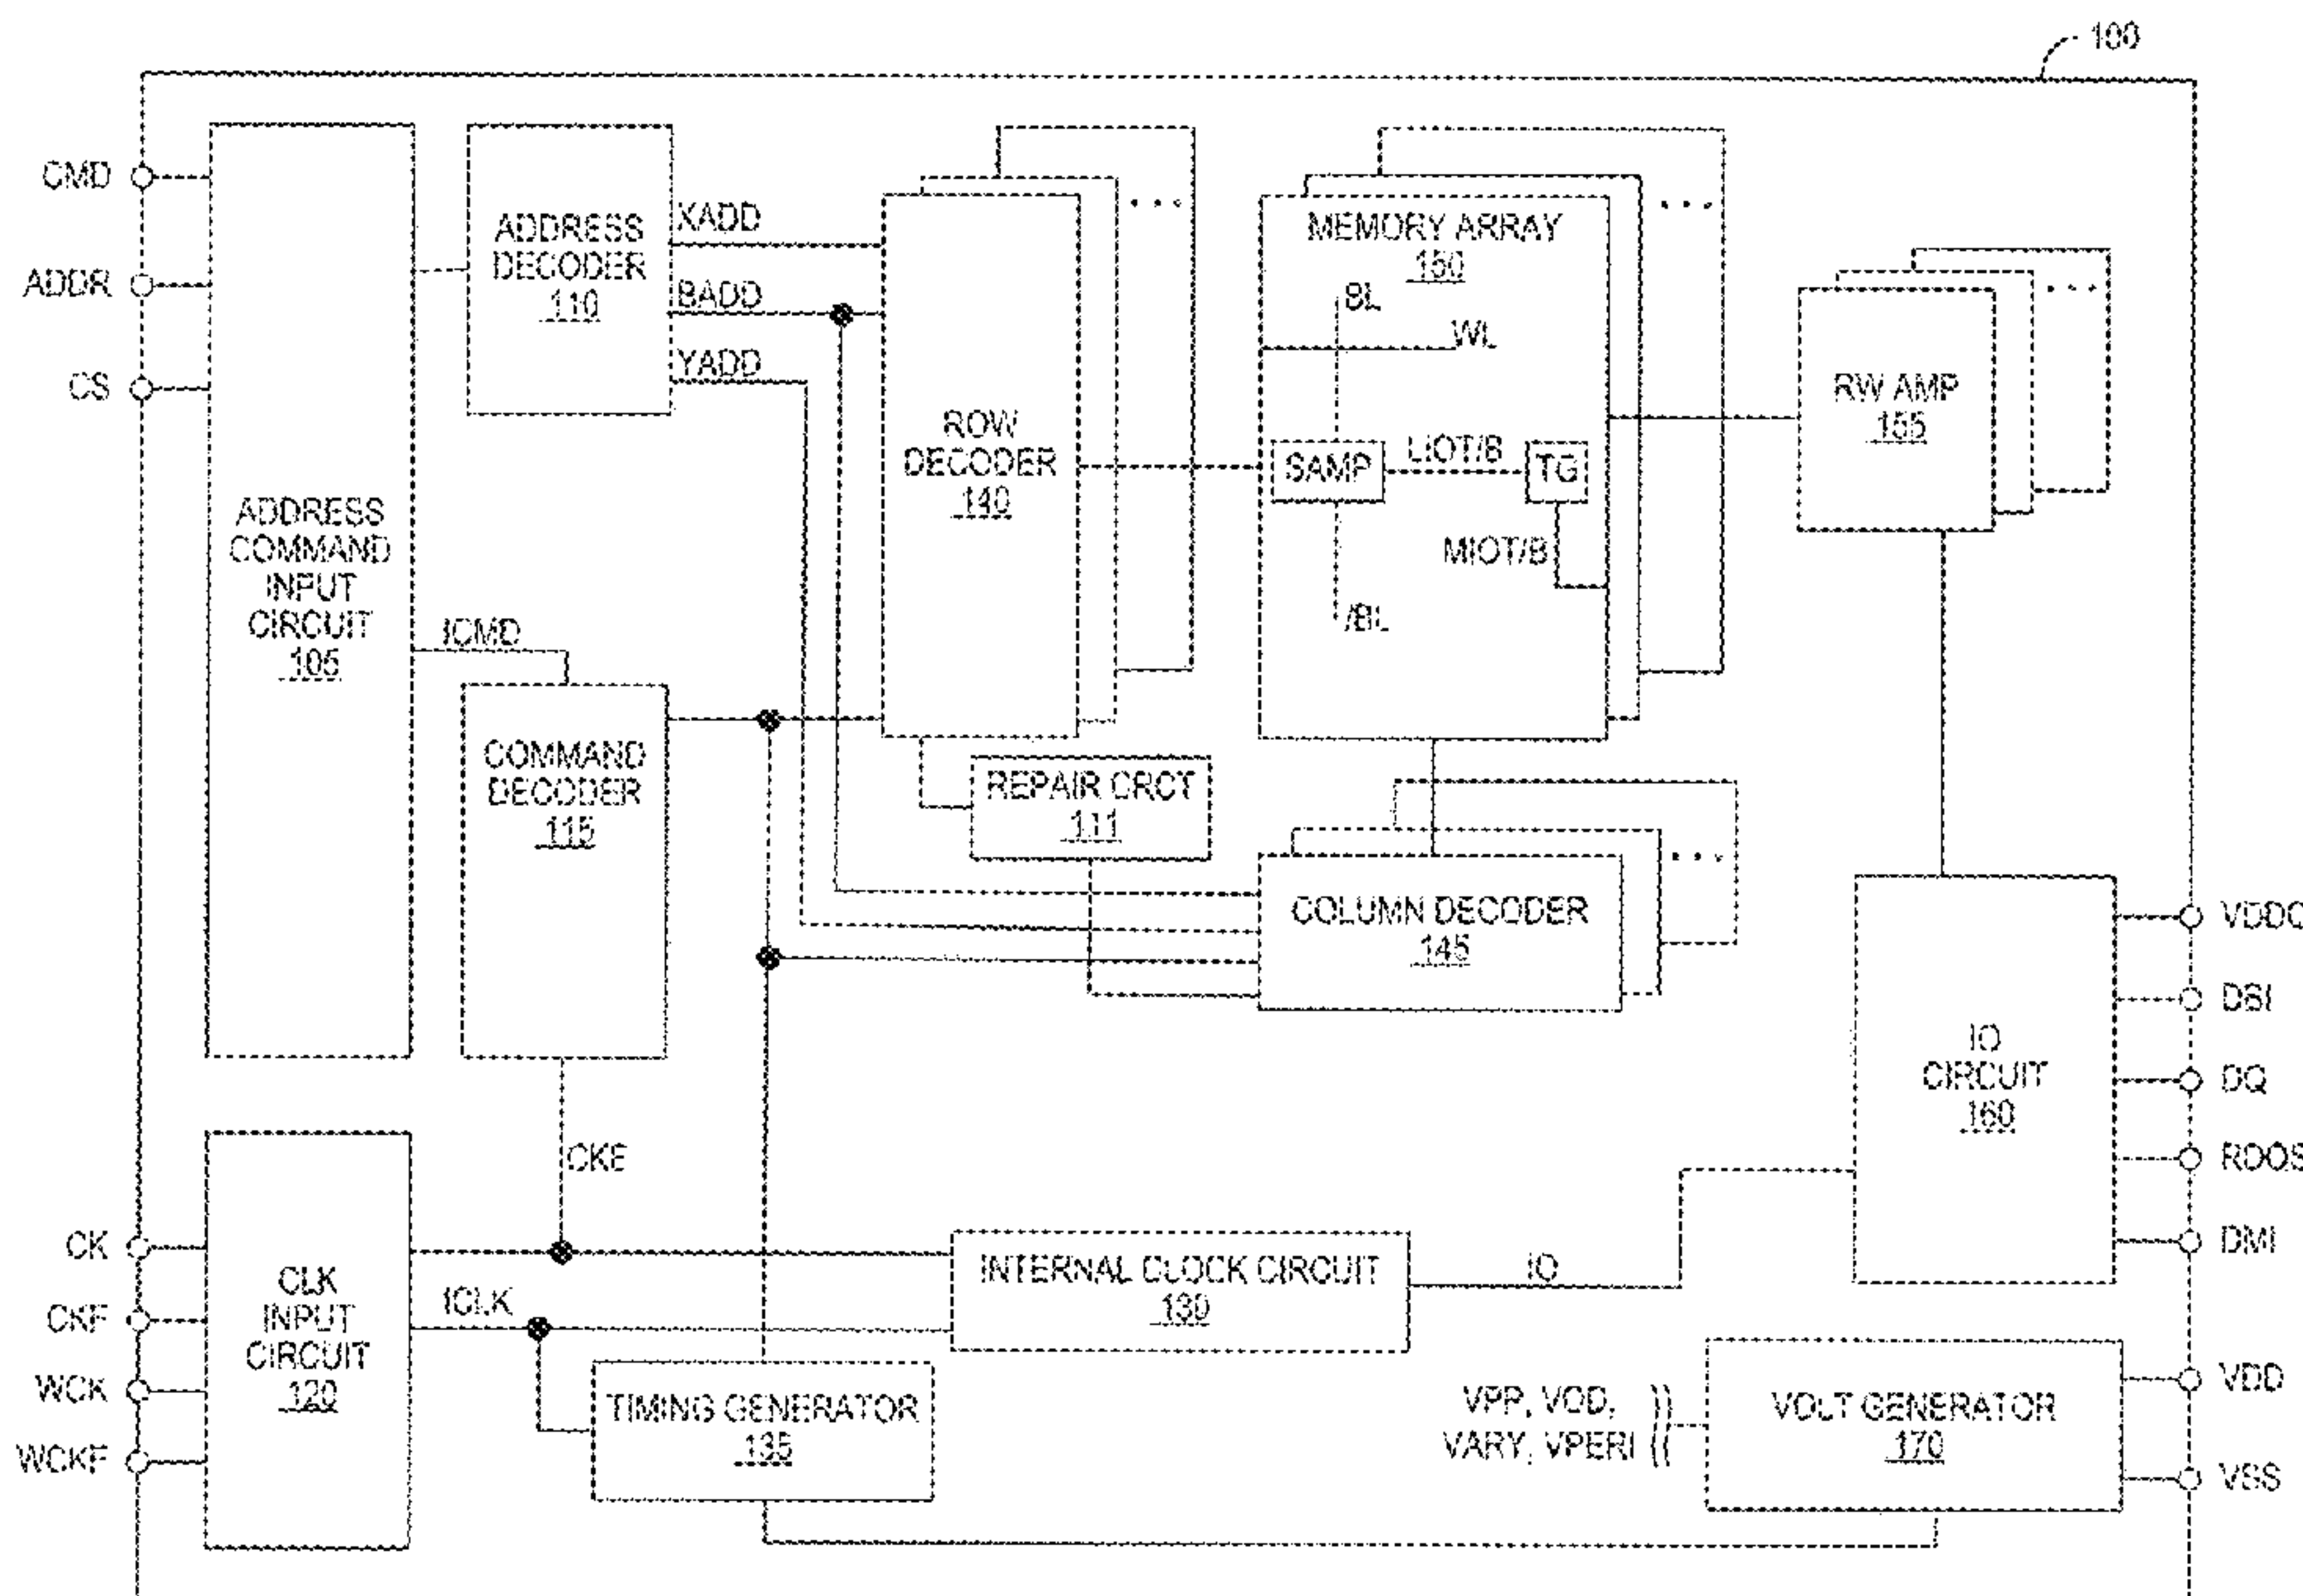 100
CMD
ADDR
CS
ADDRESS
COMMAND
INPUT
CIRCUIT
105
ADDRESS
DECODER
110
XADD
BADD
YADD
ICMD
COMMAND
DECODER
115
ROW
DECODER
140
REPAIR CRCT
111
MEMORY ARRAY
150
BL
WL
SAMP
LIOT/B
TG
MIOT/B
/BL
RW AMP
155
COLUMN DECODER
145
IO
CIRCUIT
160
VDDQ
DSI
DQ
RDQS
DMI
CK
CKF
WCK
WCKF
CLK
INPUT
CIRCUIT
120
CKE
ICLK
INTERNAL CLOCK CIRCUIT
130
IO
TIMING GENERATOR
135
VPP, VOD,
VARY, VPERI
VOLT GENERATOR
170
VDD
VSS